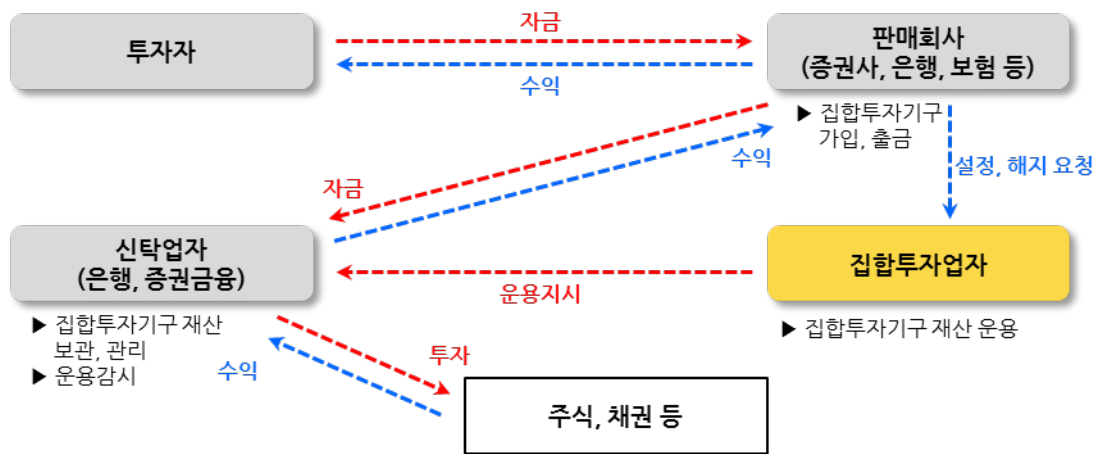 투자자
자금
수익
판매회사
(증권사, 은행, 보험 등)
▶ 집합투자기구
가입, 출금
설정, 해지 요청
수익
자금
신탁업자
(은행, 증권금융)
운용지시
집합투자업자
▶ 집합투자기구 재산
보관, 관리
▶ 운용감시
▶ 집합투자기구 재산 운용
투자
수익
주식, 채권 등